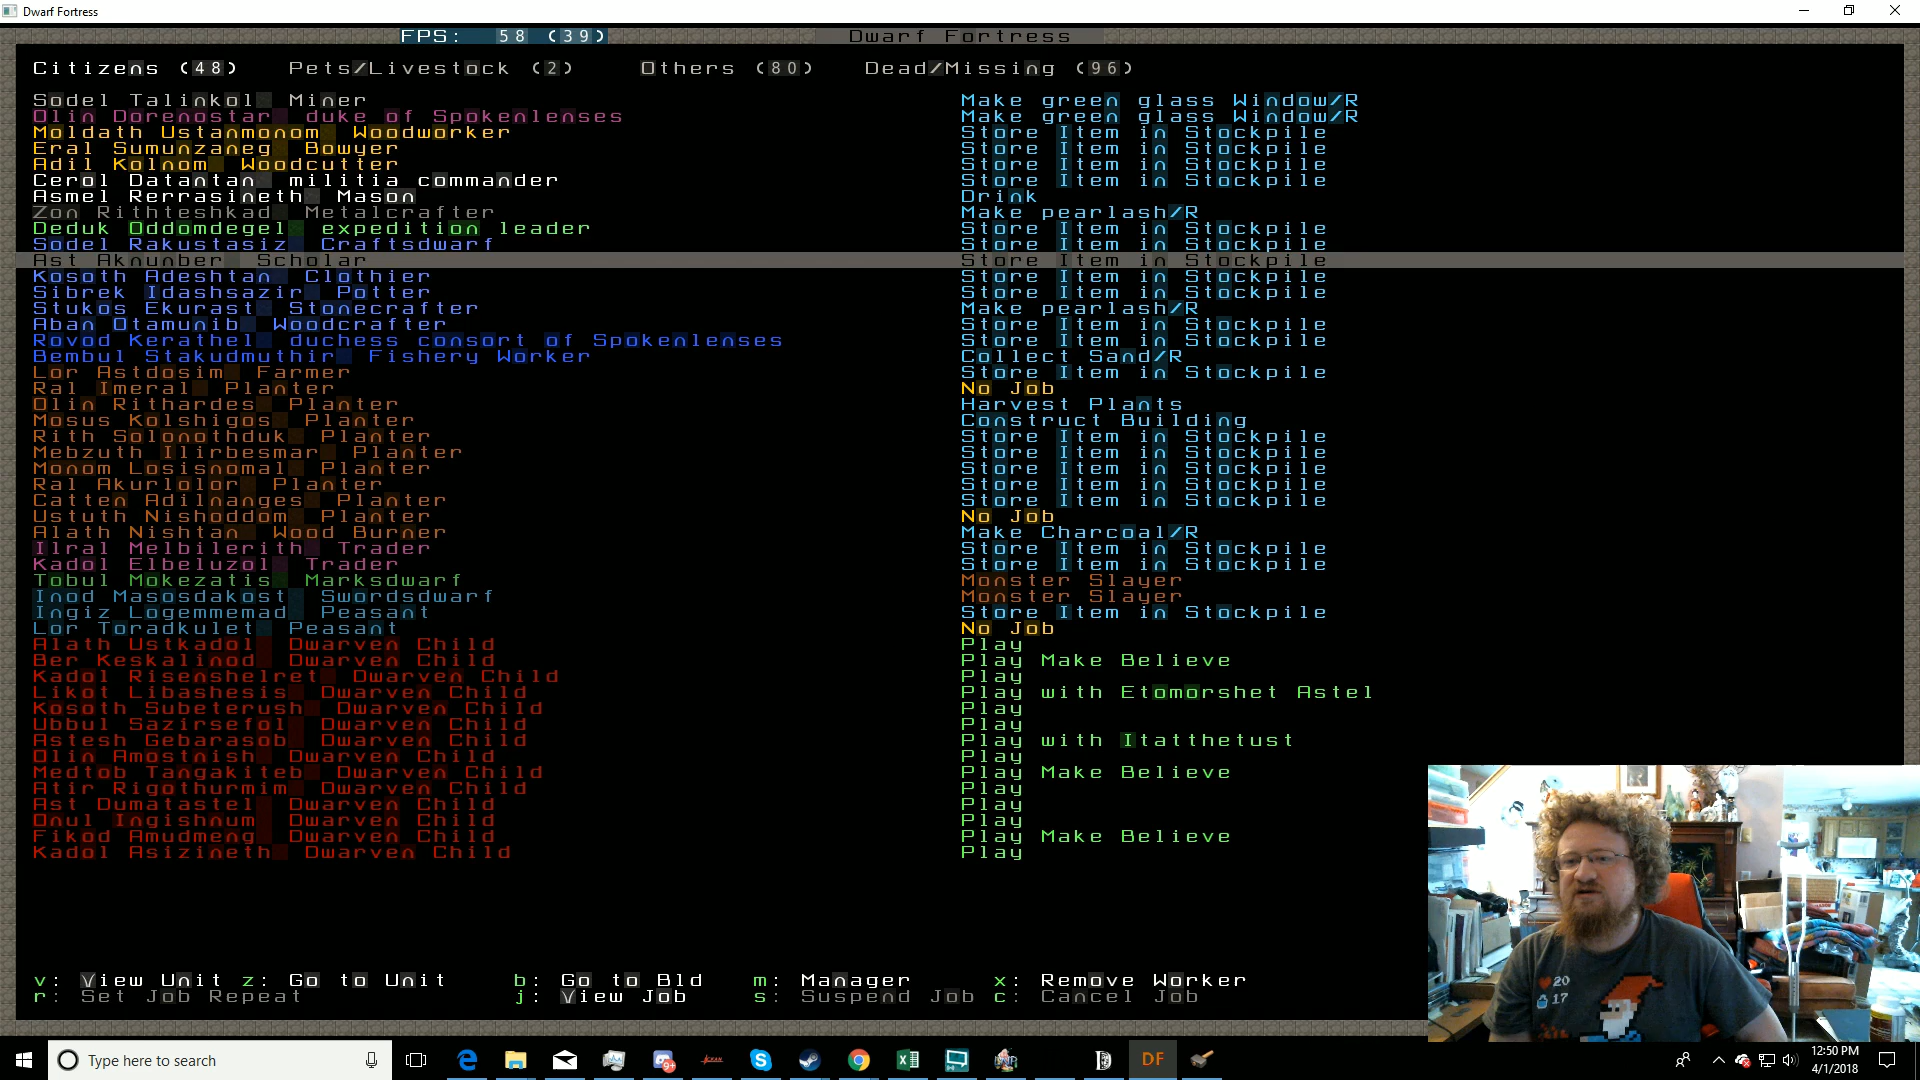 Dwarf Fortress
FPS: 58 (39) Dwarf Fortress
Citizens (48) Pets/Livestock (2) Others (80) Dead/Missing (96)
Sodel Talinkol Miner Make green glass Window/R
Olin Dorenostar duke of Spokenlenses Make green glass Window/R
Moldath Ustanmonom Woodworker Store Item in Stockpile
Eral Sumunzaneg Bowyer Store Item in Stockpile
Adil Kolnom Woodcutter Store Item in Stockpile
Cerol Datantan militia commander Store Item in Stockpile
Asmel Rerrasineth Mason Drink
Zon Rithteshkad Metalcrafter Make pearlash/R
Deduk Oddomdegel expedition leader Store Item in Stockpile
Sodel Rakustasiz Craftsdwarf Store Item in Stockpile
Ast Aknunber Scholar Store Item in Stockpile
Kosoth Adeshtan Clothier Store Item in Stockpile
Sibrek Idashsazir Potter Store Item in Stockpile
Stukos Ekurast Stonecrafter Make pearlash/R
Aban Otamunib Woodcrafter Store Item in Stockpile
Rovod Kerathel duchess consort of Spokenlenses Store Item in Stockpile
Bembul Stakudmuthir Fishery Worker Collect Sand/R
Lor Astdosim Farmer Store Item in Stockpile
Ral Imeral Planter No Job
Olin Rithardes Planter Harvest Plants
Mosus Kolshigos Planter Construct Building
Rith Solonothduk Planter Store Item in Stockpile
Mebzuth Ilirbesmar Planter Store Item in Stockpile
Monom Losisnomal Planter Store Item in Stockpile
Ral Akurlolor Planter Store Item in Stockpile
Catten Adilnanges Planter Store Item in Stockpile
Ustuth Nishoddom Planter No Job
Alath Nishtan Wood Burner Make Charcoal/R
Ilral Melbilerith Trader Store Item in Stockpile
Kadol Elbeluzol Trader Store Item in Stockpile
Tobul Mokezatis Marksdwarf Monster Slayer
Inod Masosdakost Swordsdwarf Monster Slayer
Ingiz Logemmemad Peasant Store Item in Stockpile
Lor Toradkulet Peasant No Job
Alath Ustkadol Dwarven Child Play
Ber Keskalinod Dwarven Child Play Make Believe
Kadol Risenshelret Dwarven Child Play
Likot Libashesis Dwarven Child Play with Etomorshet Astel
Kosoth Subeterush Dwarven Child Play
Ubbul Sazirsefol Dwarven Child Play
Astesh Gebarasob Dwarven Child Play with Itatthetust
Olin Amostnish Dwarven Child Play
Medtob Tangakiteb Dwarven Child Play Make Believe
Atir Rigothurmim Dwarven Child Play
Ast Dumatastel Dwarven Child Play
Onul Ingishnum Dwarven Child Play
Fikod Amudmeng Dwarven Child Play Make Believe
Kadol Asizineth Dwarven Child Play
v: View Unit z: Go to Unit b: Go to Bld m: Manager x: Remove Worker
r: Set Job Repeat j: View Job s: Suspend Job c: Cancel Job
20
17
Type here to search
DF
12:50 PM
4/1/2018